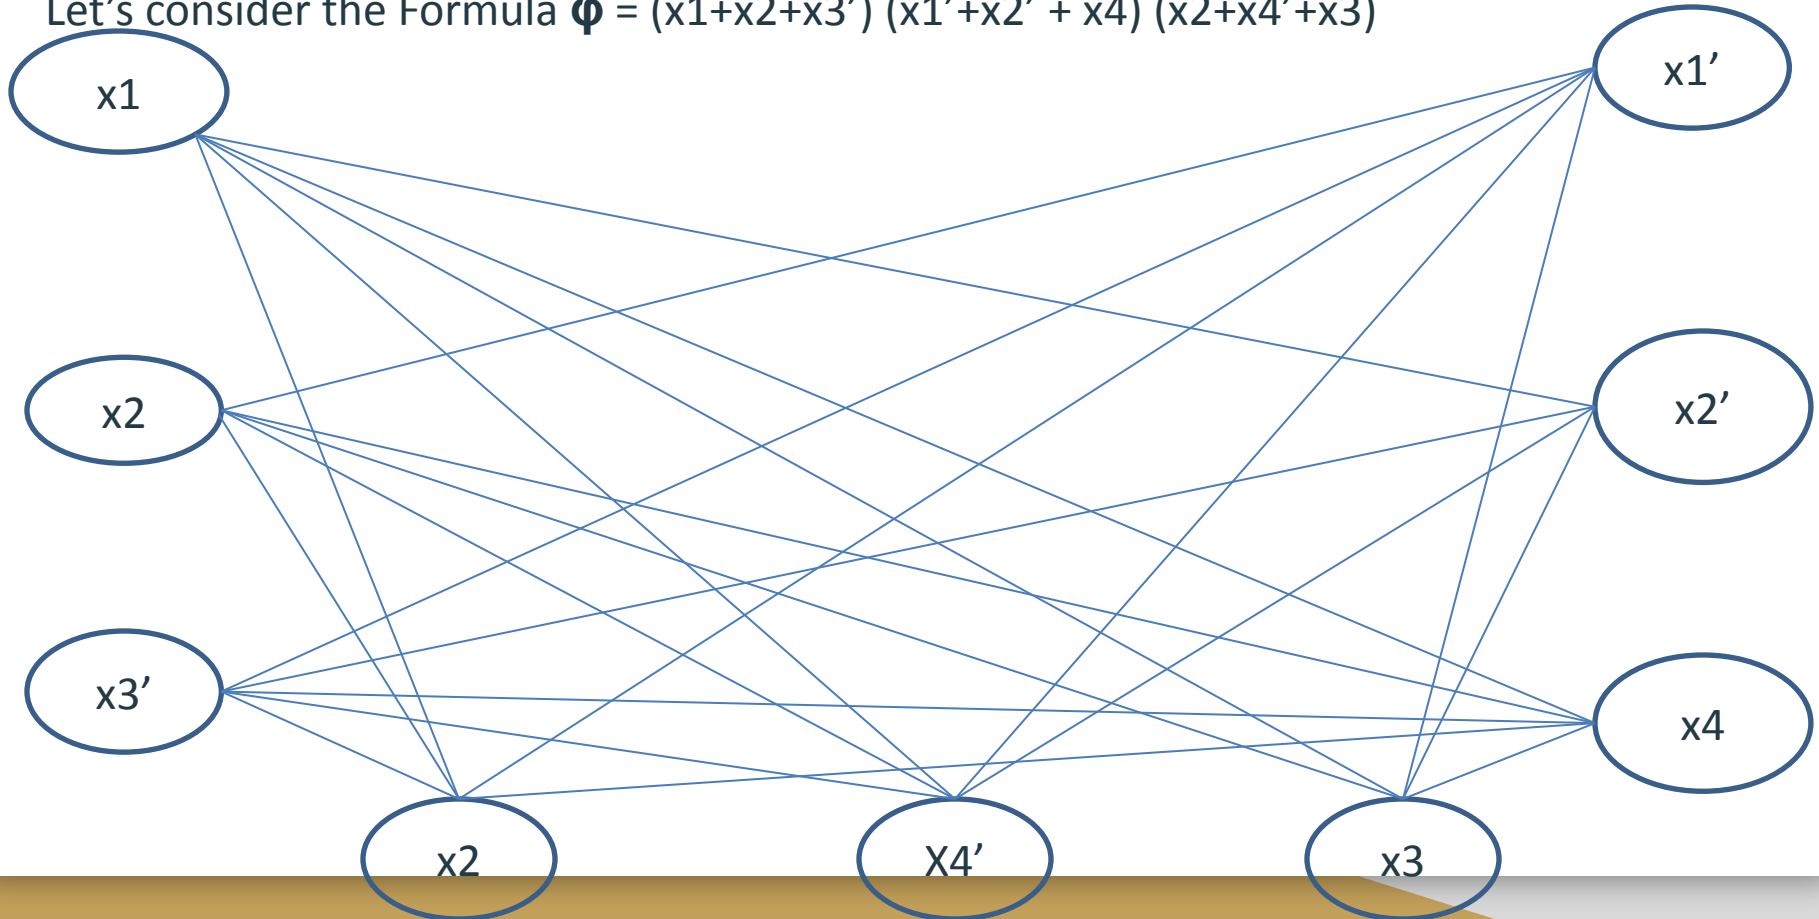 Let’s consider the Formula φ = (x1+x2+x3’) (x1’+x2’ + x4) (x2+x4’+x3)
x1
x1’
x2
x2’
x3’
x4
x2
X4’
x3